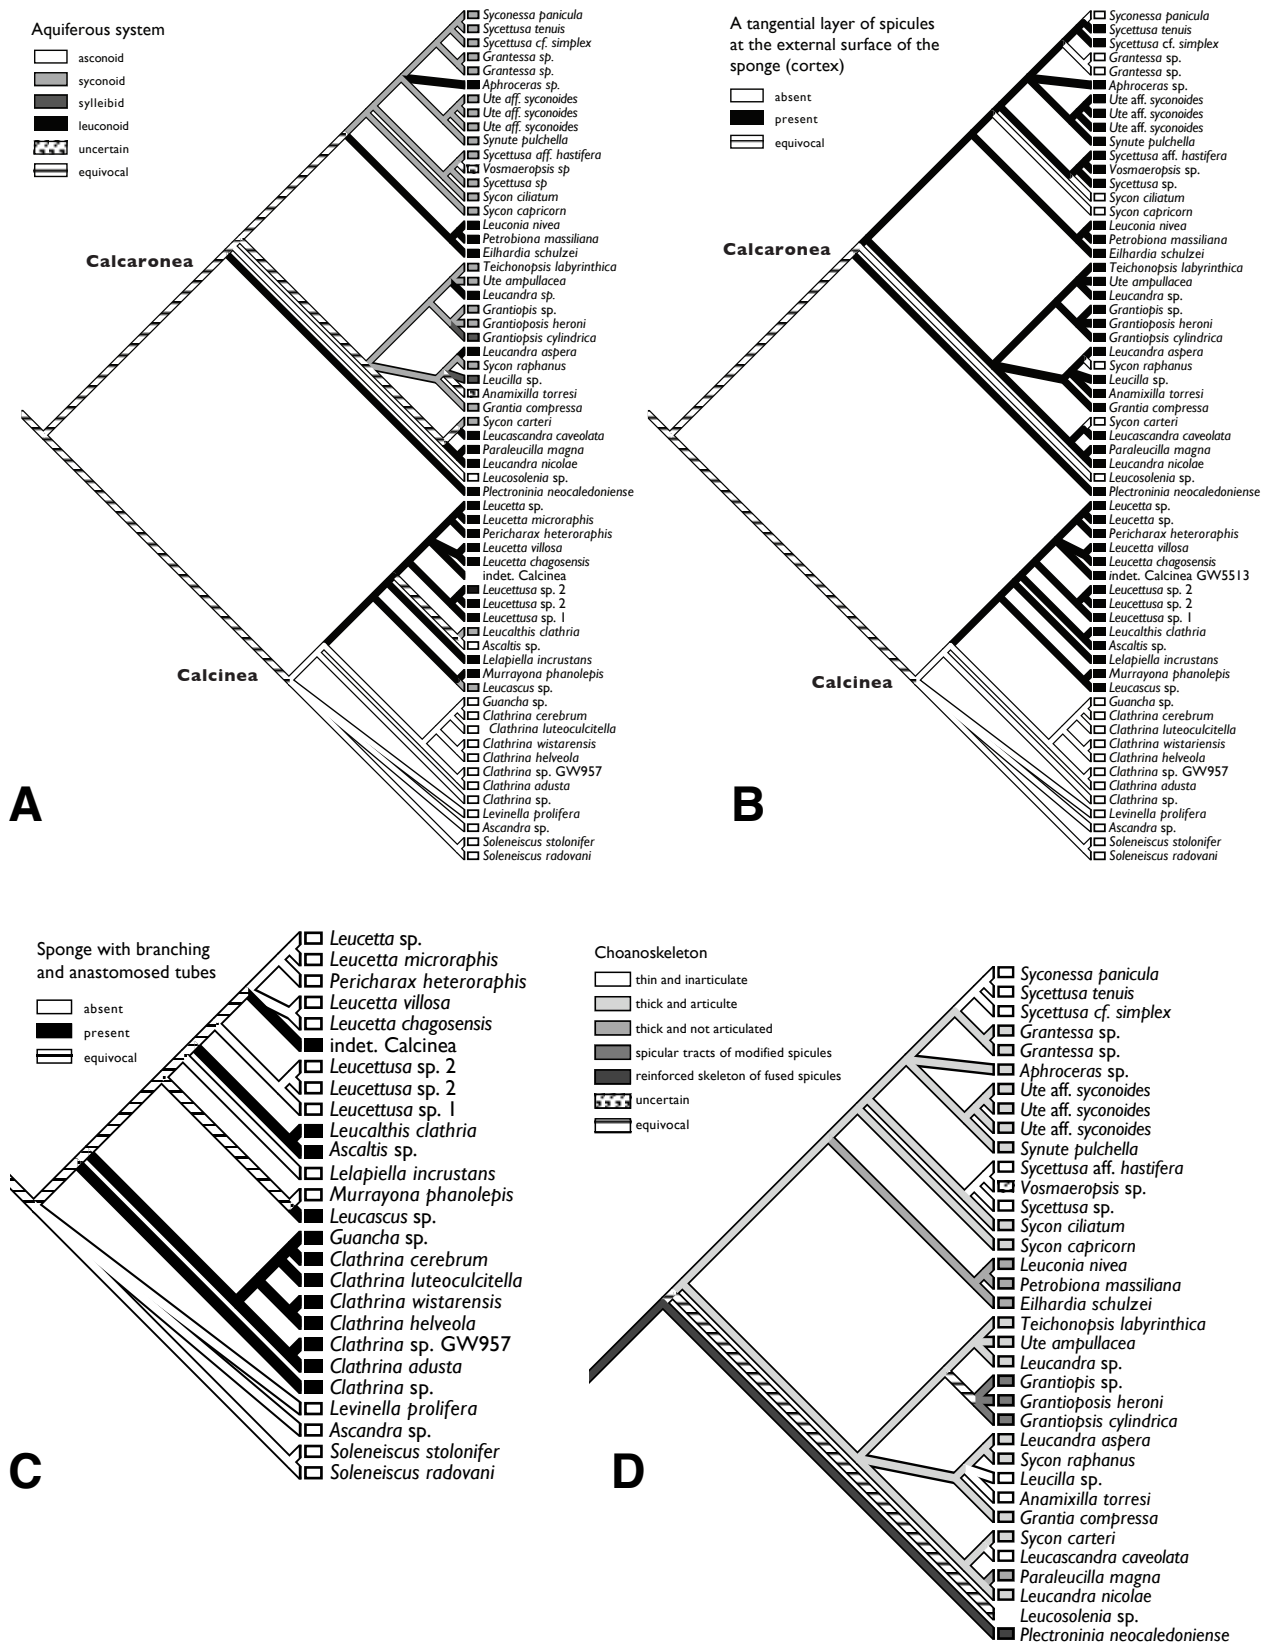 Aquiferous system
asconoid
syconoid
sylleibid
leuconoid
uncertain
equivocal
Calcaronea
Calcinea
Syconessa panicula
Sycettusa tenuis
Sycettusa cf. simplex
Grantessa sp.
Grantessa sp.
Aphroceras sp.
Ute aff. syconoides
Ute aff. syconoides
Ute aff. syconoides
Synute pulchella
Sycettusa aff. hastifera
Vosmaeropsis sp
Sycettusa sp
Sycon ciliatum
Sycon capricorn
Leuconia nivea
Petrobiona massiliana
Eilhardia schulzei
Teichonopsis labyrinthica
Ute ampullacea
Leucandra sp.
Grantiopis sp.
Grantioposis heroni
Grantiopsis cylindrica
Leucandra aspera
Sycon raphanus
Leucilla sp.
Anamixilla torresi
Grantia compressa
Sycon carteri
Leucascandra caveolata
Paraleucilla magna
Leucandra nicolae
Leucosolenia sp.
Plectroninia neocaledoniense
Leucetta sp.
Leucetta microraphis
Pericharax heteroraphis
Leucetta villosa
Leucetta chagosensis
indet. Calcinea
Leucettusa sp. 2
Leucettusa sp. 2
Leucettusa sp. 1
Leucalthis clathria
Ascaltis sp.
Lelapiella incrustans
Murrayona phanolepis
Leucascus sp.
Guancha sp.
Clathrina cerebrum
Clathrina luteoculcitella
Clathrina wistarensis
Clathrina helveola
Clathrina sp. GW957
Clathrina adusta
Clathrina sp.
Levinella prolifera
Ascandra sp.
Soleneiscus stolonifer
Soleneiscus radovani
A
A tangential layer of spicules
at the external surface of the
sponge (cortex)
absent
present
equivocal
Calcaronea
Calcinea
Syconessa panicula
Sycettusa tenuis
Sycettusa cf. simplex
Grantessa sp.
Grantessa sp.
Aphroceras sp.
Ute aff. syconoides
Ute aff. syconoides
Ute aff. syconoides
Synute pulchella
Sycettusa aff. hastifera
Vosmaeropsis sp.
Sycettusa sp.
Sycon ciliatum
Sycon capricorn
Leuconia nivea
Petrobiona massiliana
Eilhardia schulzei
Teichonopsis labyrinthica
Ute ampullacea
Leucandra sp.
Grantiopis sp.
Grantioposis heroni
Grantiopsis cylindrica
Leucandra aspera
Sycon raphanus
Leucilla sp.
Anamixilla torresi
Grantia compressa
Sycon carteri
Leucascandra caveolata
Paraleucilla magna
Leucandra nicolae
Leucosolenia sp.
Plectroninia neocaledoniense
Leucetta sp.
Leucetta sp.
Pericharax heteroraphis
Leucetta villosa
Leucetta chagosensis
indet. Calcinea GW5513
Leucettusa sp. 2
Leucettusa sp. 2
Leucettusa sp. 1
Leucalthis clathria
Ascaltis sp.
Lelapiella incrustans
Murrayona phanolepis
Leucascus sp.
Guancha sp.
Clathrina cerebrum
Clathrina luteoculcitella
Clathrina wistariensis
Clathrina helveola
Clathrina sp. GW957
Clathrina adusta
Clathrina sp.
Levinella prolifera
Ascandra sp.
Soleneiscus stolonifer
Soleneiscus radovani
B
Sponge with branching
and anastomosed tubes
absent
present
equivocal
Leucetta sp.
Leucetta microraphis
Pericharax heteroraphis
Leucetta villosa
Leucetta chagosensis
indet. Calcinea
Leucettusa sp. 2
Leucettusa sp. 2
Leucettusa sp. 1
Leucalthis clathria
Ascaltis sp.
Lelapiella incrustans
Murrayona phanolepis
Leucascus sp.
Guancha sp.
Clathrina cerebrum
Clathrina luteoculcitella
Clathrina wistarensis
Clathrina helveola
Clathrina sp. GW957
Clathrina adusta
Clathrina sp.
Levinella prolifera
Ascandra sp.
Soleneiscus stolonifer
Soleneiscus radovani
C
Choanoskeleton
thin and inarticulate
thick and articulte
thick and not articulated
spicular tracts of modified spicules
reinforced skeleton of fused spicules
uncertain
equivocal
Syconessa panicula
Sycettusa tenuis
Sycettusa cf. simplex
Grantessa sp.
Grantessa sp.
Aphroceras sp.
Ute aff. syconoides
Ute aff. syconoides
Ute aff. syconoides
Synute pulchella
Sycettusa aff. hastifera
Vosmaeropsis sp.
Sycettusa sp.
Sycon ciliatum
Sycon capricorn
Leuconia nivea
Petrobiona massiliana
Eilhardia schulzei
Teichonopsis labyrinthica
Ute ampullacea
Leucandra sp.
Grantiopis sp.
Grantioposis heroni
Grantiopsis cylindrica
Leucandra aspera
Sycon raphanus
Leucilla sp.
Anamixilla torresi
Grantia compressa
Sycon carteri
Leucascandra caveolata
Paraleucilla magna
Leucandra nicolae
Leucosolenia sp.
Plectroninia neocaledoniense
D